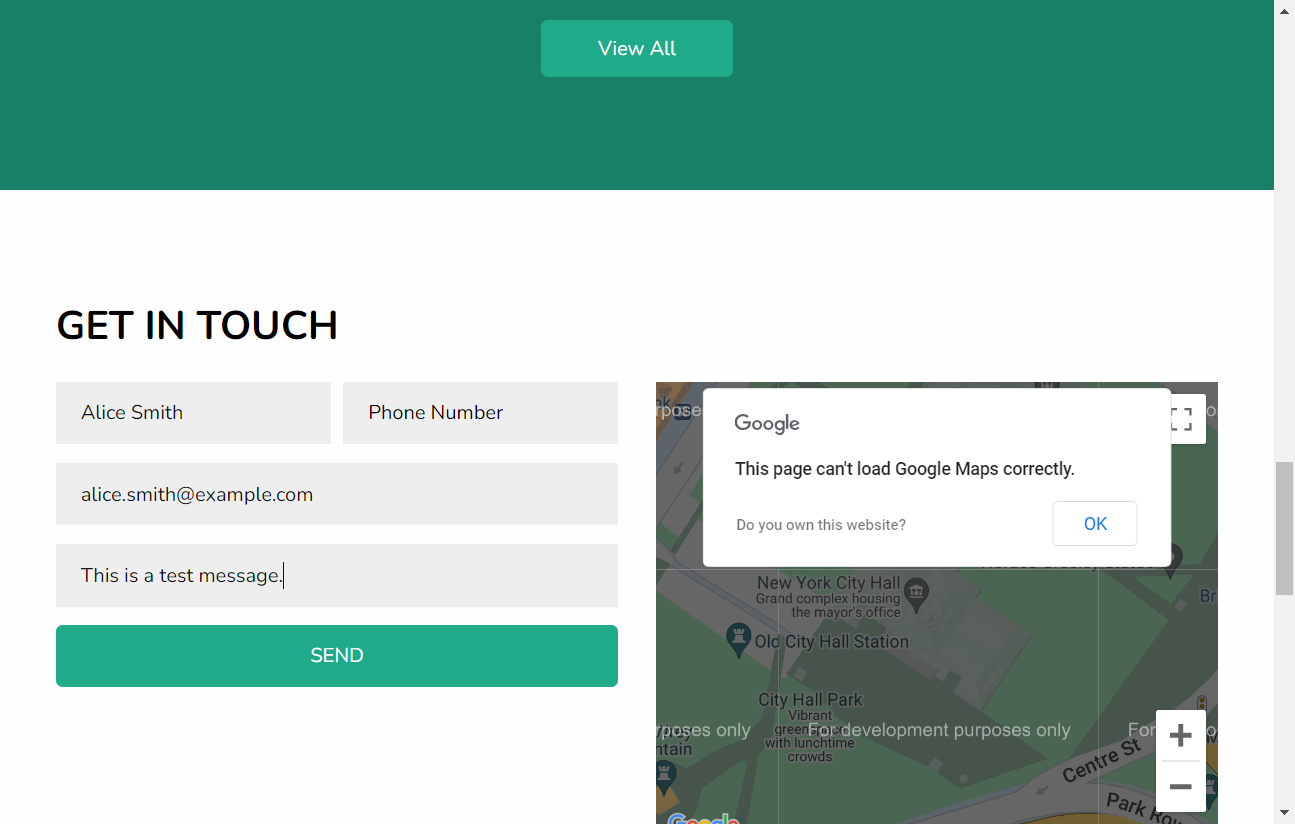 View All
GET IN TOUCH
Alice Smith
Phone Number
alice.smith@example.com
This is a test message.
SEND
Google
This page can't load Google Maps correctly.
Do you own this website?
OK
New York City Hall
Grand complex housing
the mayor's office
Old City Hall Station
City Hall Park
Vibrant
green space
with lunchtime
crowds
For development purposes only
poses only
For
Centre St
Park Row
Br
ntain
Google